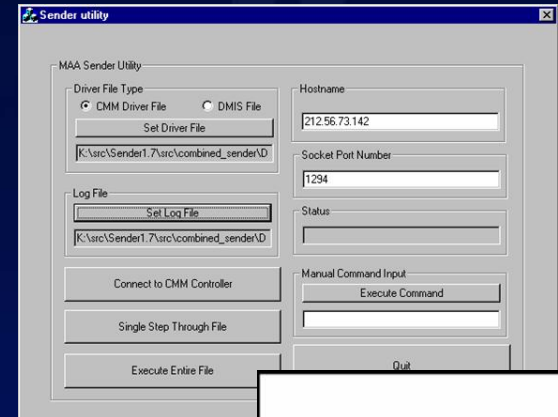 Sender utility
MAA Sender Utility
Driver File Type
CMM Driver File
DMIS File
Set Driver File
K:\src\Sender1.7\src\combined_sender\D
Log File
Set Log File
K:\src\Sender1.7\src\combined_sender\D
Connect to CMM Controller
Single Step Through File
Execute Entire File
Hostname
212.56.73.142
Socket Port Number
1294
Status
Manual Command Input
Execute Command
Quit